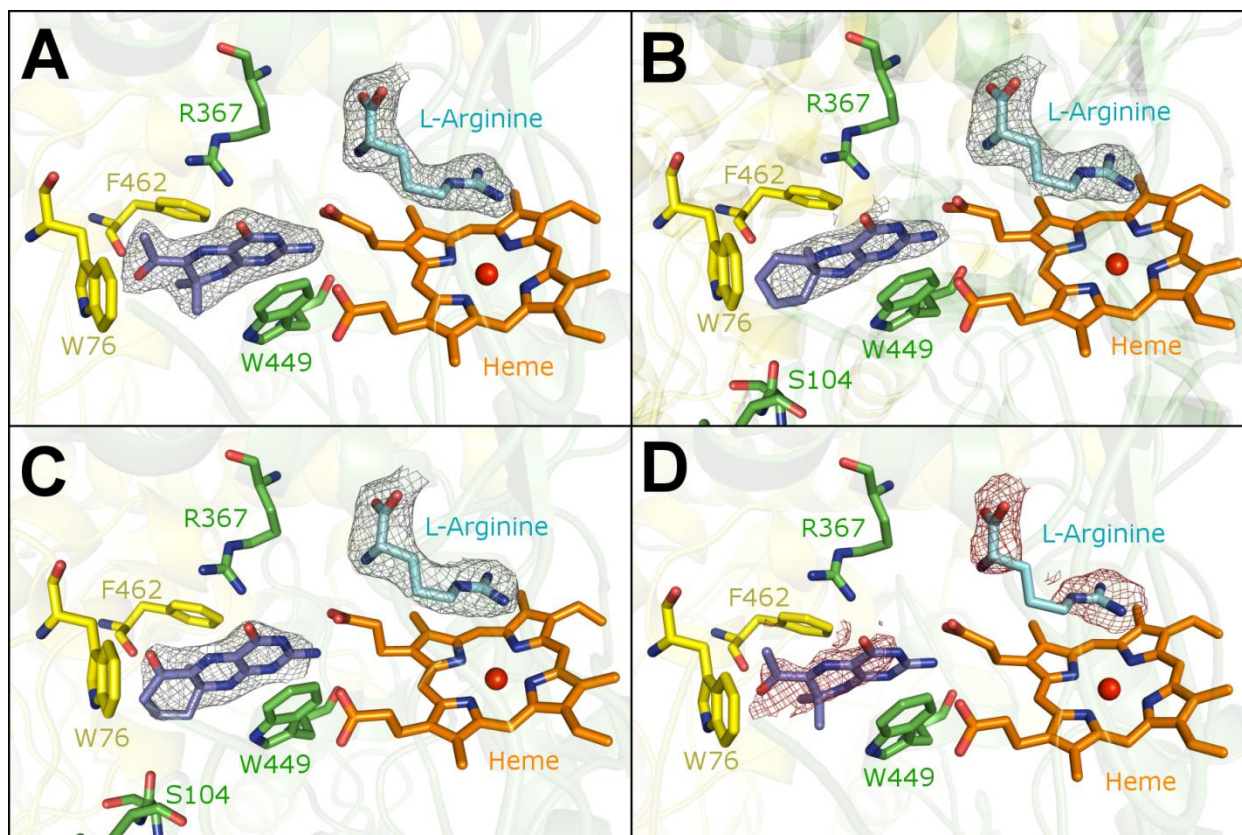 A
R367
L-Arginine
F462
W76
W449
Heme
B
R367
L-Arginine
F462
W76
W449
S104
Heme
C
R367
L-Arginine
F462
W76
W449
S104
Heme
D
R367
L-Arginine
F462
W76
W449
Heme